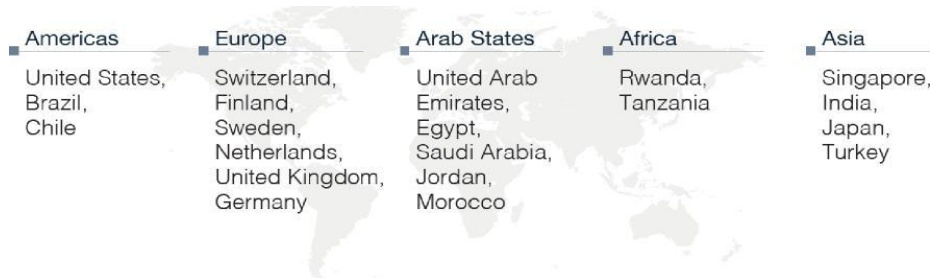 Americas
United States,
Brazil,
Chile
Europe
Switzerland,
Finland,
Sweden,
Netherlands,
United Kingdom,
Germany
Arab States
United Arab
Emirates,
Egypt,
Saudi Arabia,
Jordan,
Morocco
Africa
Rwanda,
Tanzania
Asia
Singapore,
India,
Japan,
Turkey